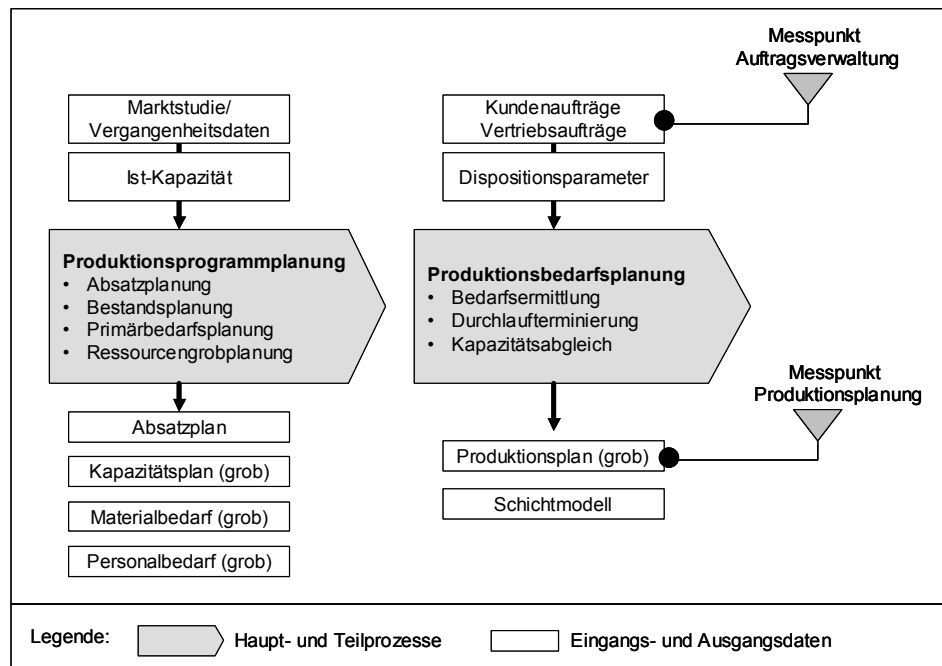 Messpunkt
Auftragsverwaltung
Marktstudie/
Vergangenheitsdaten
Ist-Kapazität
Kundenaufträge
Vertriebsaufträge
Dispositionsparameter
Produktionsprogrammplanung
• Absatzplanung
• Bestandsplanung
• Primärbedarfsplanung
• Ressourcengrobplanung
Produktionsbedarfsplanung
• Bedarfsermittlung
• Durchlaufterminierung
• Kapazitätsabgleich
Messpunkt
Produktionsplanung
Absatzplan
Kapazitätsplan (grob)
Materialbedarf (grob)
Personalbedarf (grob)
Produktionsplan (grob)
Schichtmodell
Legende:
Haupt- und Teilprozesse
Eingangs- und Ausgangsdaten